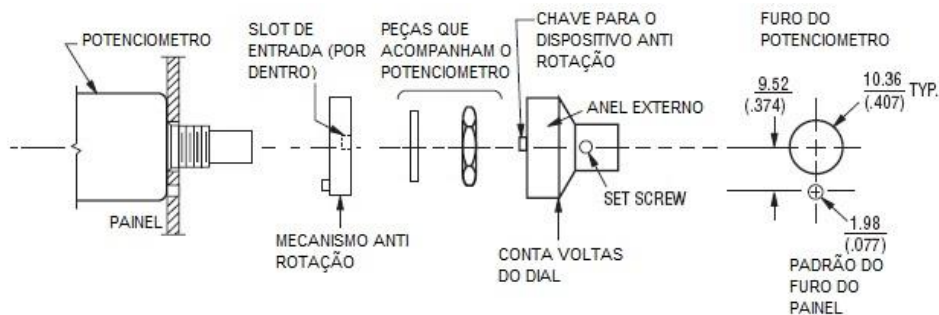 POTENCIOMETRO
PAINEL
SLOT DE
ENTRADA (POR
DENTRO)
MECANISMO ANTI
ROTAÇÃO
PEÇAS QUE
ACOMPANHAM O
POTENCIOMETRO
CHAVE PARA O
DISPOSITIVO ANTI
ROTAÇÃO
ANEL EXTERNO
SET SCREW
CONTA VOLTAS
DO DIAL
FURO DO
POTENCIOMETRO
9.52
(.374)
10.36
(.407) TYP.
1.98
(.077)
PADRÃO DO
FURO DO
PAINEL